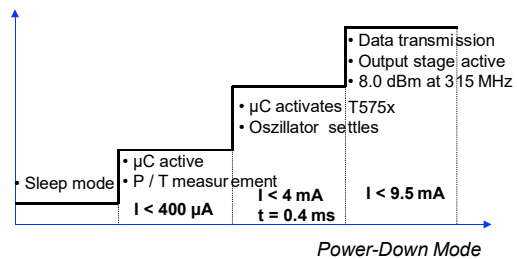 • Data transmission
• Output stage active
• 8.0 dBm at 315 MHz
• µC activates T575x
• Oszillator settles
• µC active
• Sleep mode
• P / T measurement
I < 400 µA
I < 4 mA
t = 0.4 ms
I < 9.5 mA
Power-Down Mode